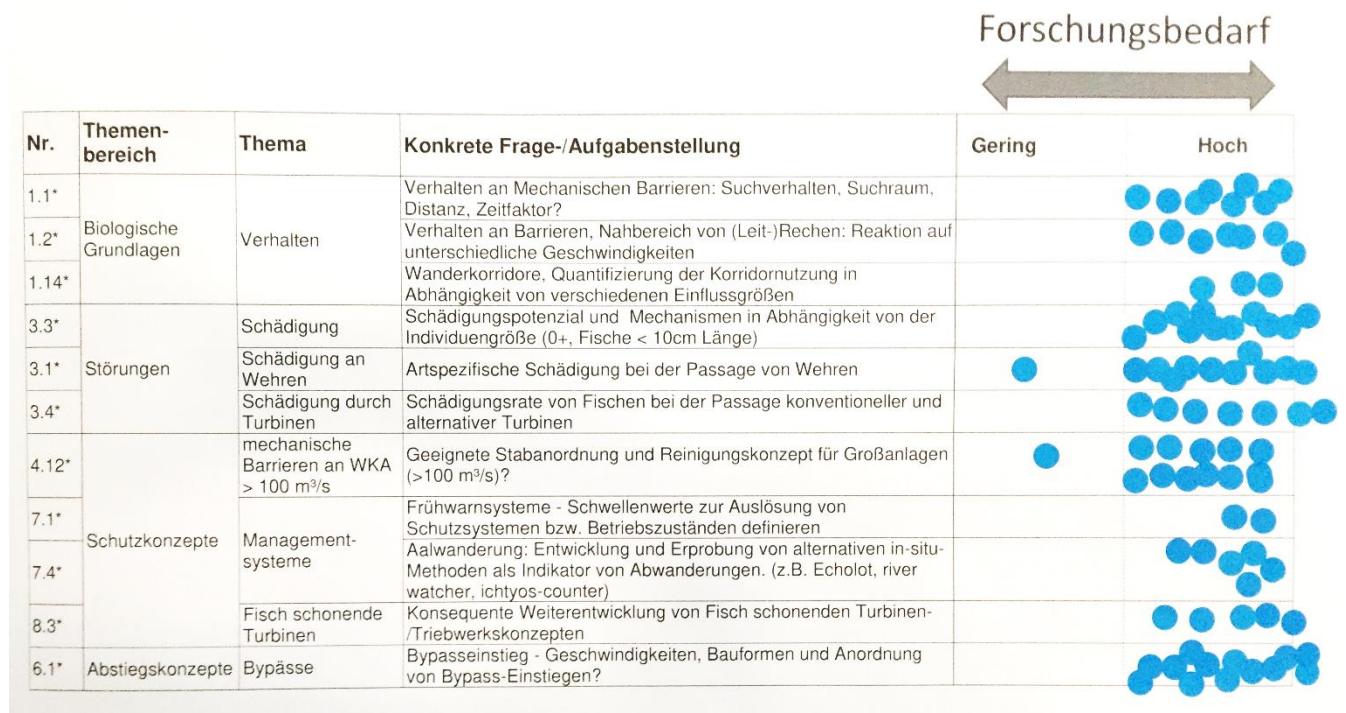 Forschungsbedarf
Nr.
Themen-
bereich
Thema
Konkrete Frage-/Aufgabenstellung
Gering
Hoch
1.1*
Biologische
Grundlagen
Verhalten
Verhalten an Mechanischen Barrieren: Suchverhalten, Suchraum,
Distanz, Zeitfaktor?
1.2*
Verhalten an Barrieren, Nahbereich von (Leit-)Rechen: Reaktion auf
unterschiedliche Geschwindigkeiten
1.14*
Wanderkorridore, Quantifizierung der Korridornutzung in
Abhängigkeit von verschiedenen Einflussgrößen
3.3*
Störungen
Schädigung
Schädigungspotenzial und Mechanismen in Abhängigkeit von der
Individuengröße (0+, Fische < 10cm Länge)
3.1*
Schädigung an
Wehren
Artspezifische Schädigung bei der Passage von Wehren
3.4*
Schädigung durch
Turbinen
Schädigungsrate von Fischen bei der Passage konventioneller und
alternativer Turbinen
4.12*
Schutzkonzepte
mechanische
Barrieren an WKA
> 100 m³/s
Geeignete Stabanordnung und Reinigungskonzept für Großanlagen
(>100 m³/s)?
7.1*
Management-
systeme
Frühwarnsysteme - Schwellenwerte zur Auslösung von
Schutzsystemen bzw. Betriebszuständen definieren
7.4*
Aalwanderung: Entwicklung und Erprobung von alternativen in-situ-
Methoden als Indikator von Abwanderungen. (z.B. Echolot, river
watcher, ichtyos-counter)
8.3*
Fisch schonende
Turbinen
Konsequente Weiterentwicklung von Fisch schonenden Turbinen-
/Triebwerkskonzepten
6.1*
Abstiegskonzepte
Bypässe
Bypasseinstieg - Geschwindigkeiten, Bauformen und Anordnung
von Bypass-Einstiegen?